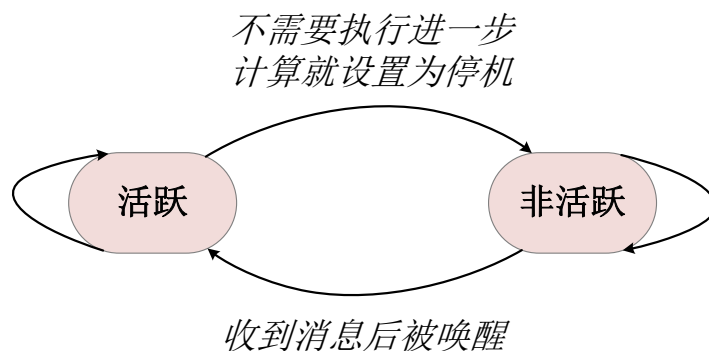 不需要执行进一步
计算就设置为停机
活跃
非活跃
收到消息后被唤醒